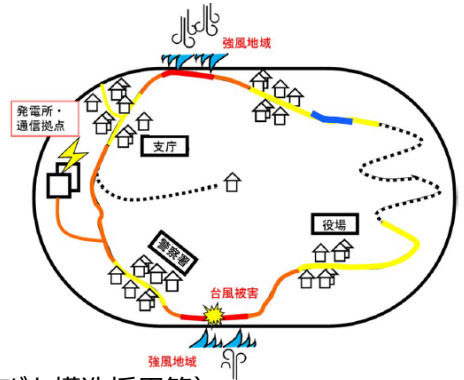 強風地域
発電所・
通信拠点
支庁
役場
警察署
台風被害
強風地域